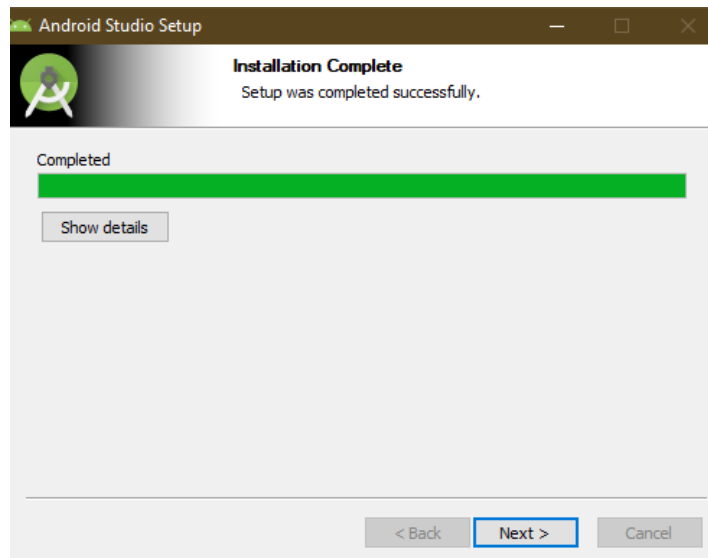 Android Studio Setup
Installation Complete
Setup was completed successfully.
Completed
Show details
< Back
Next >
Cancel